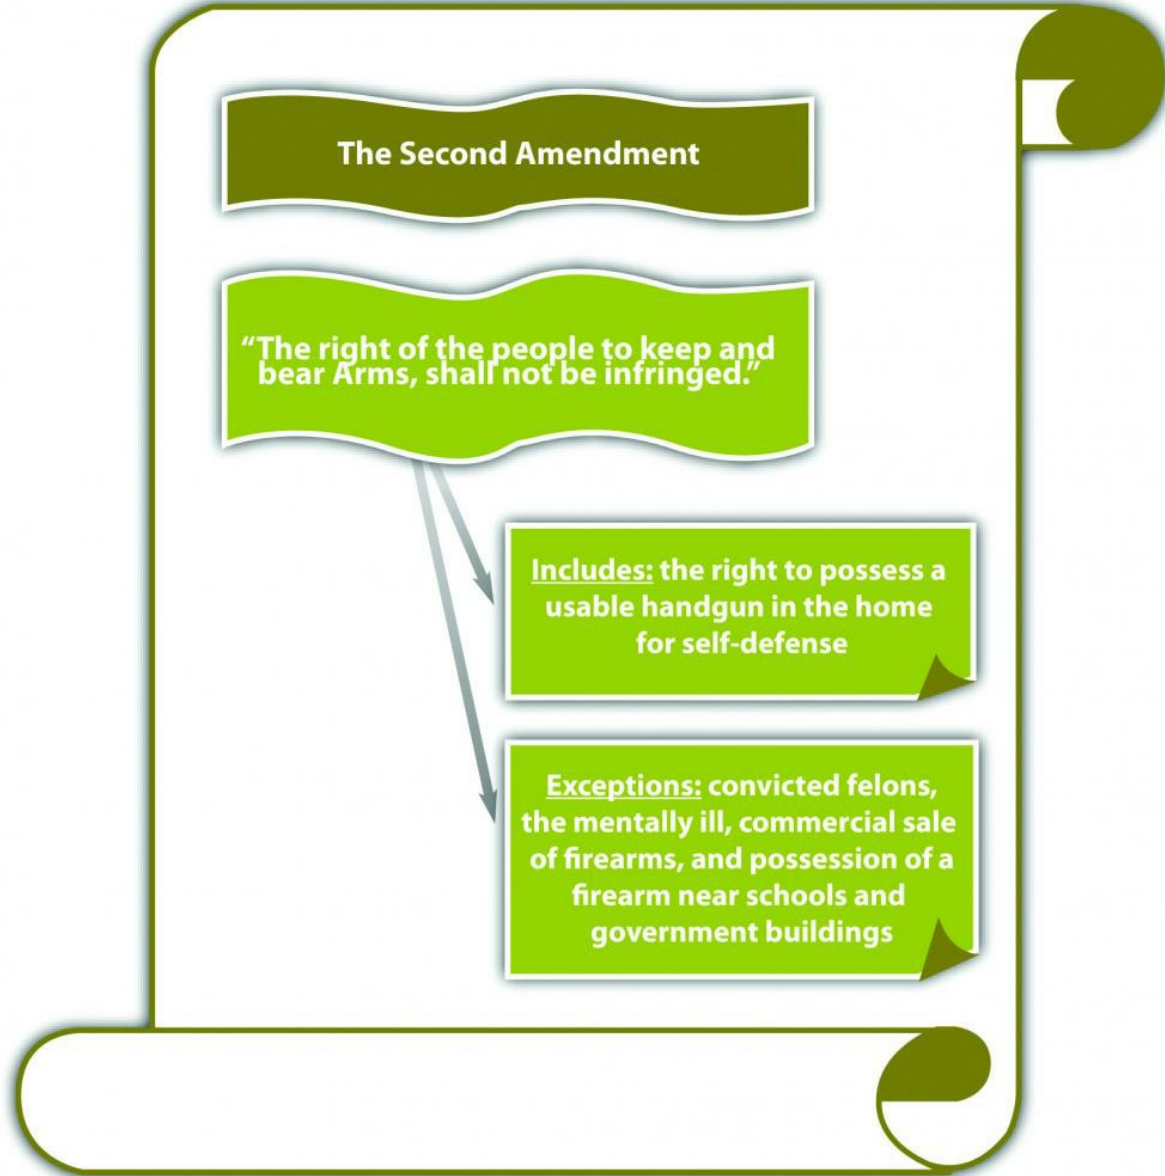 The Second Amendment
“The right of the people to keep and
bear Arms, shall not be infringed.”
Includes: the right to possess a
usable handgun in the home
for self-defense
Exceptions: convicted felons,
the mentally ill, commercial sale
of firearms, and possession of a
firearm near schools and
government buildings